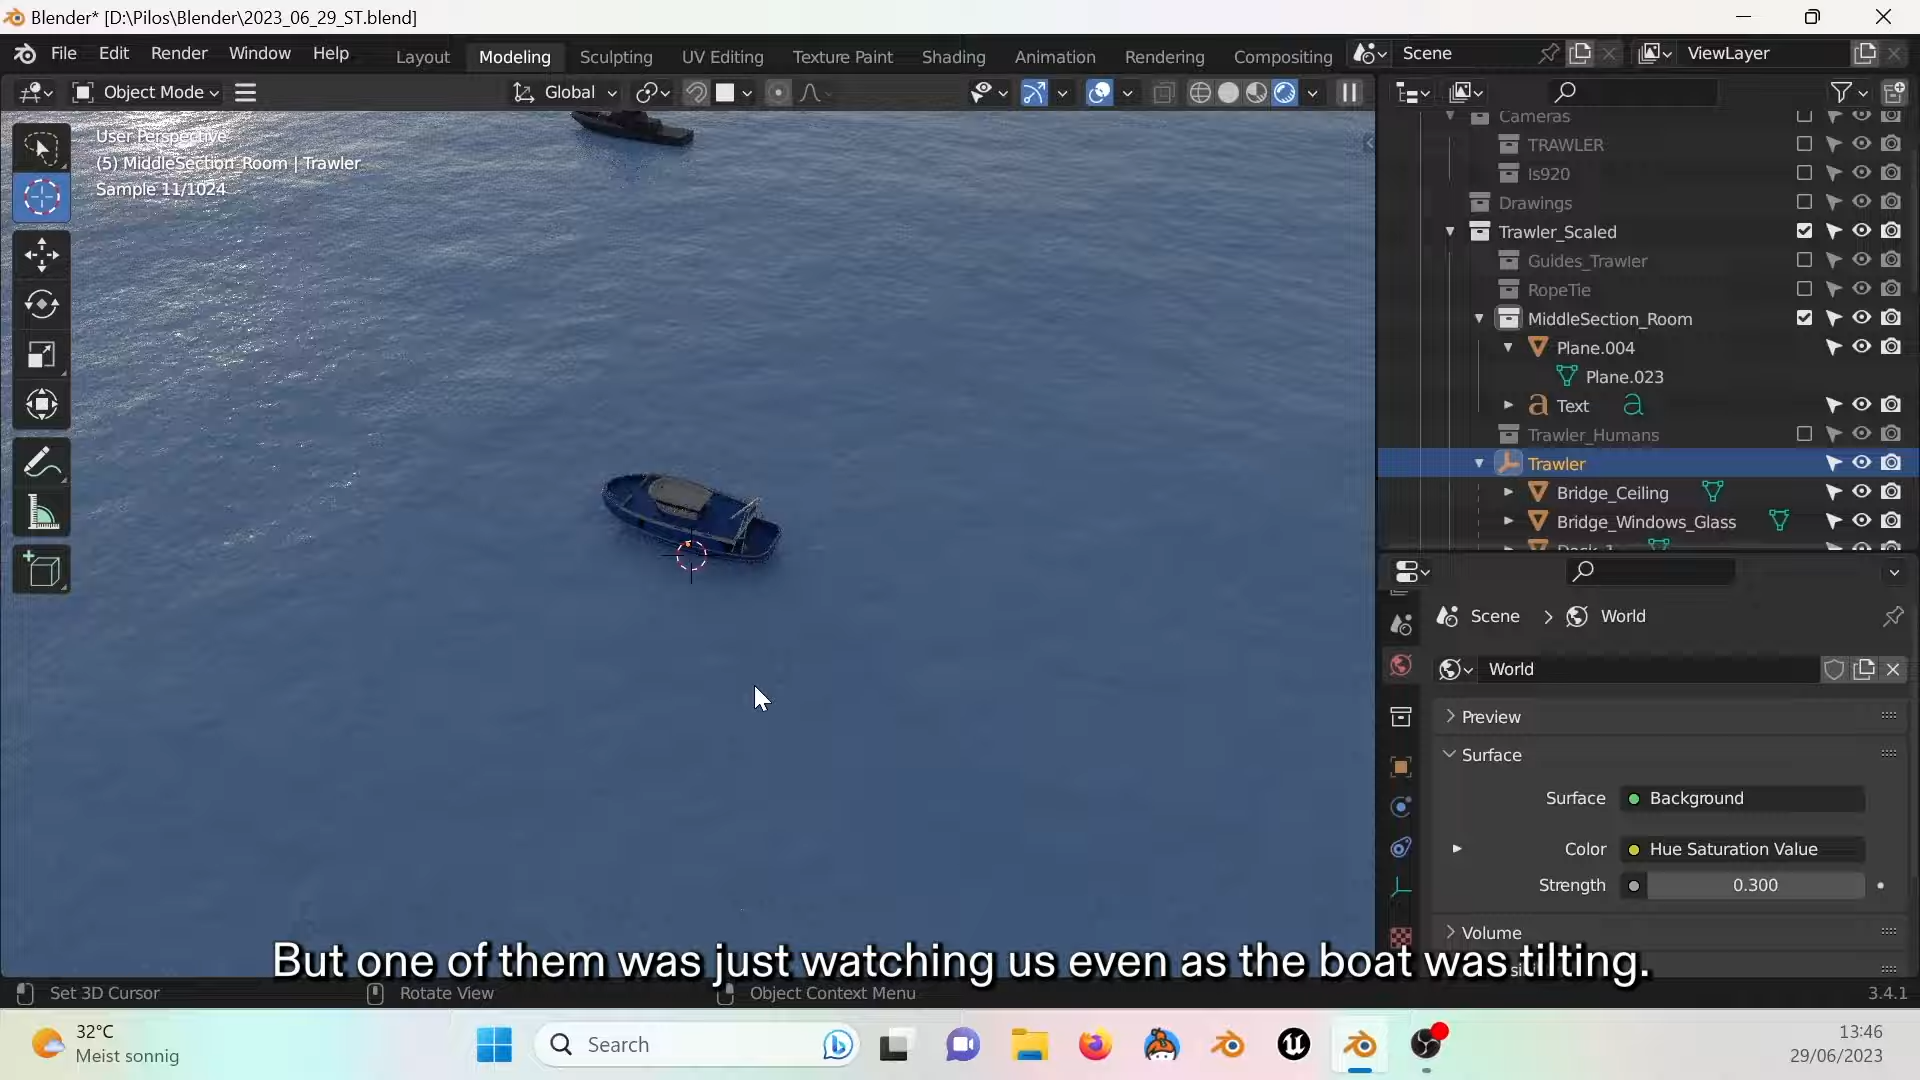 Blender* [D:\Pilos\Blender\2023_06_29_ST.blend]
File Edit Render Window Help Layout Modeling Sculpting UV Editing Texture Paint Shading Animation Rendering Compositing Scene ViewLayer
Object Mode Global
User Perspective
(5) MiddleSection_Room | Trawler
Sample 11/1024
Cameras
TRAWLER
Is920
Drawings
Trawler_Scaled
Guides_Trawler
RopeTie
MiddleSection_Room
Plane.004
Plane.023
Text
Trawler_Humans
Trawler
Bridge_Ceiling
Bridge_Windows_Glass
Scene World
World
Preview
Surface
Surface Background
Color Hue Saturation Value
Strength 0.300
Volume
But one of them was just watching us even as the boat was tilting.
Set 3D Cursor Rotate View Object Context Menu 3.4.1
32°C
Meist sonnig
Search
13:46
29/06/2023